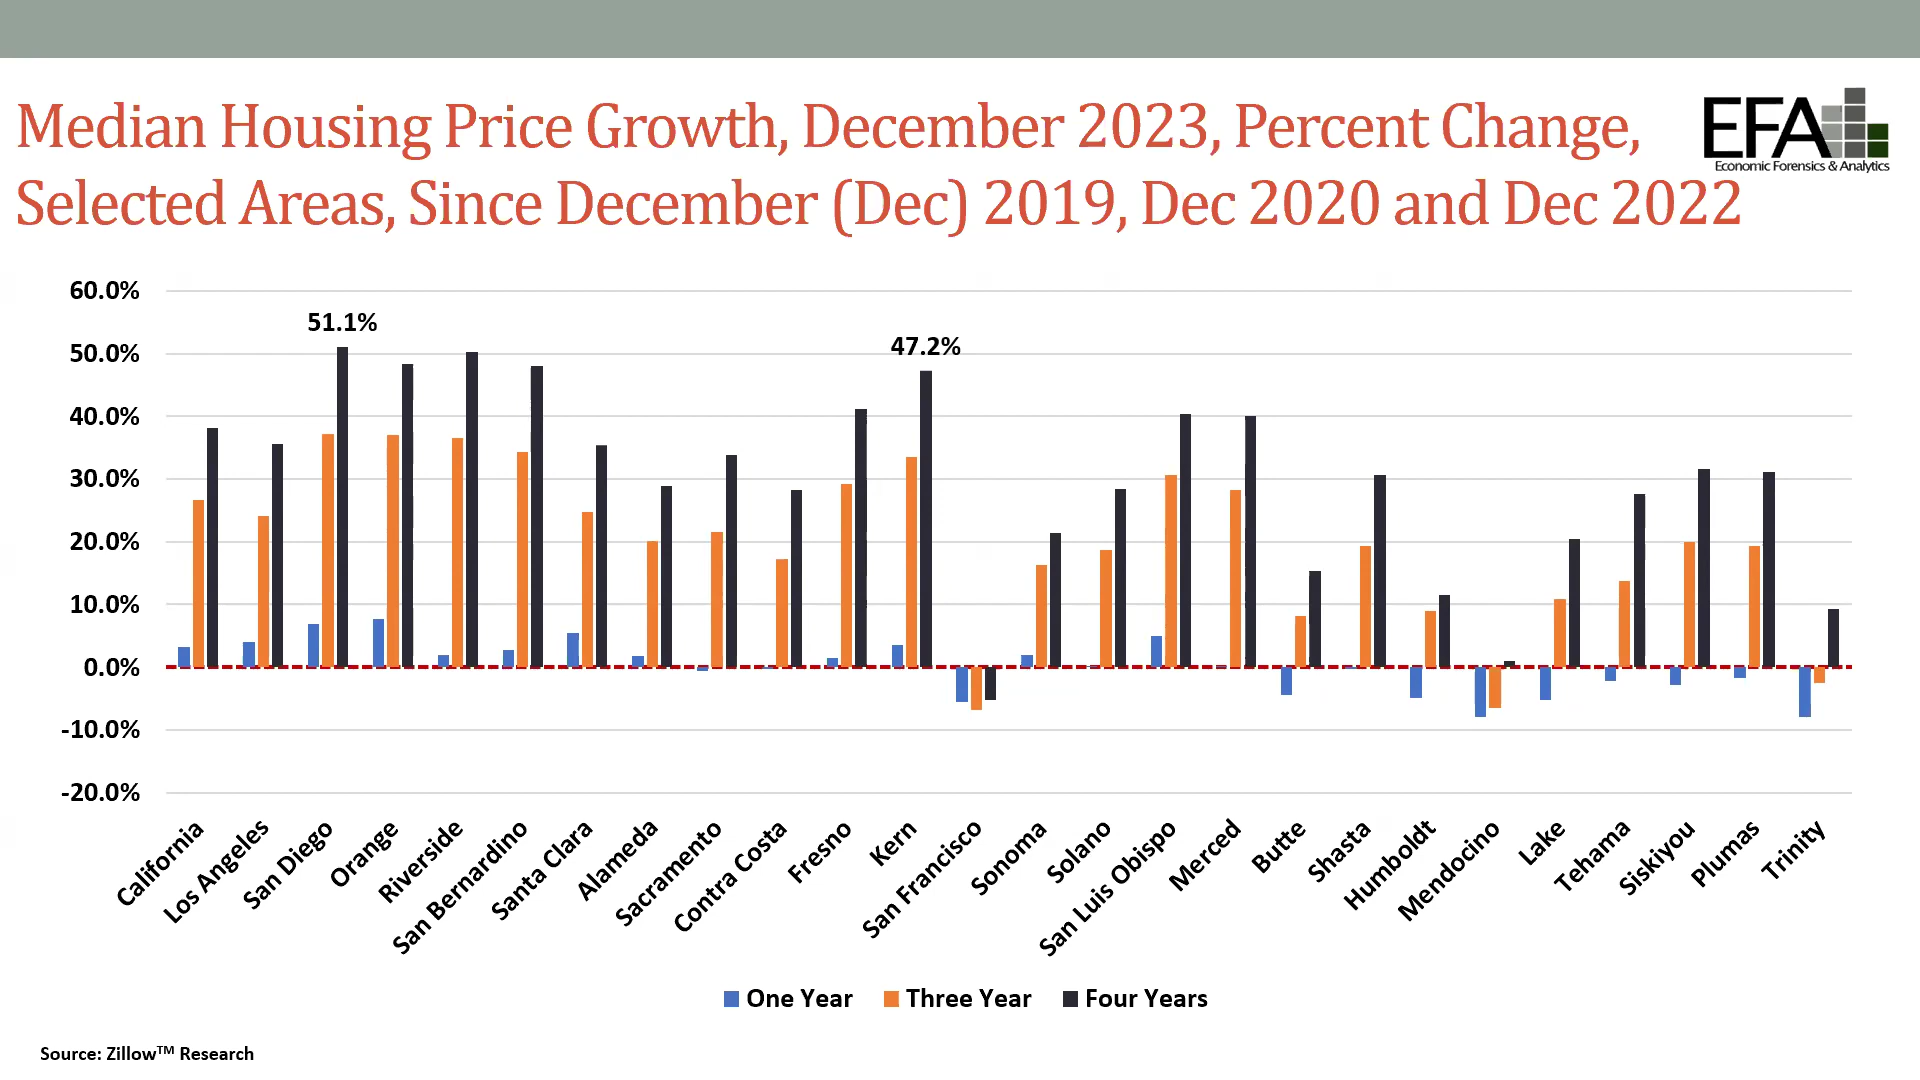 Median Housing Price Growth, December 2023, Percent Change,
Selected Areas, Since December (Dec) 2019, Dec 2020 and Dec 2022
EFA
Economic Forensics & Analytics
60.0%
50.0%
40.0%
30.0%
20.0%
10.0%
0.0%
-10.0%
-20.0%
51.1%
47.2%
California
Los Angeles
San Diego
Orange
Riverside
San Bernardino
Santa Clara
Alameda
Sacramento
Contra Costa
Fresno
Kern
San Francisco
Sonoma
Solano
San Luis Obispo
Merced
Butte
Shasta
Humboldt
Mendocino
Lake
Tehama
Siskiyou
Plumas
Trinity
One Year Three Year Four Years
Source: Zillow™ Research